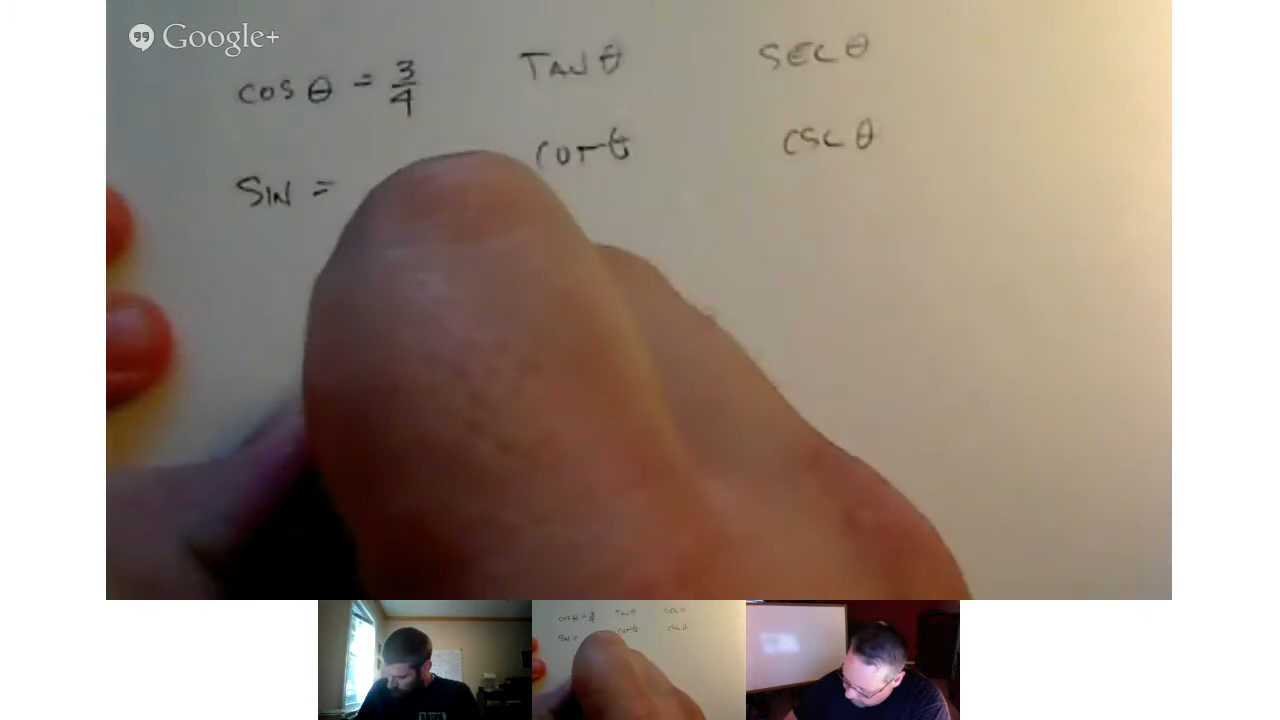 Google+
COS θ = 3/4 TAN θ SEC θ
SIN = COT θ CSC θ